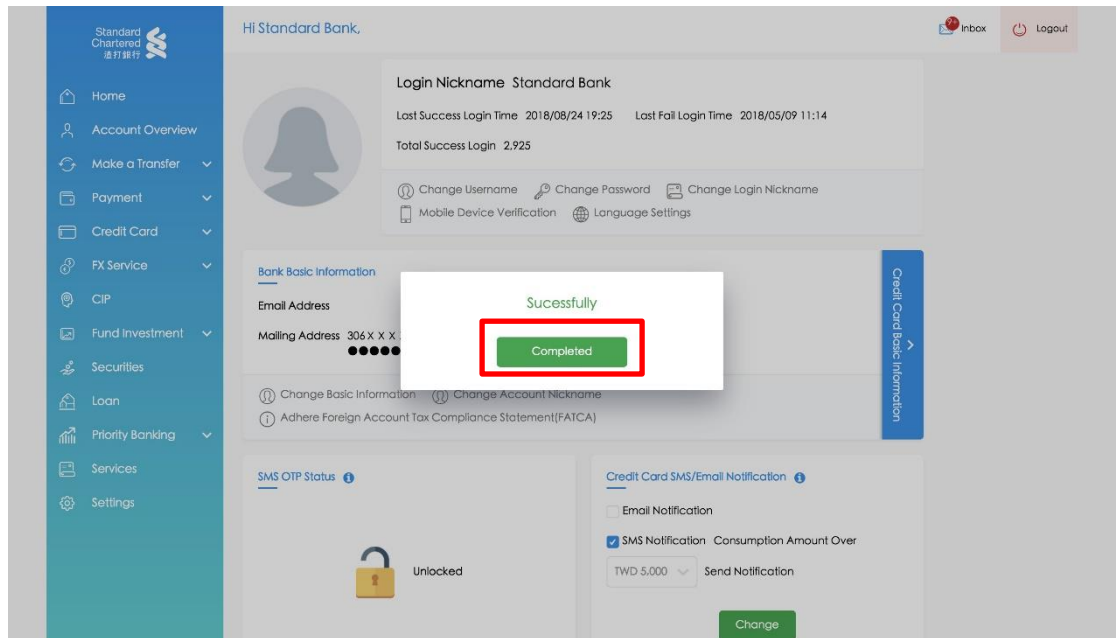 Standard
Chartered
渣打銀行
Hi Standard Bank,
9+
Inbox
Logout
Home
Account Overview
Make a Transfer
Payment
Credit Card
FX Service
CIP
Fund Investment
Securities
Loan
Priority Banking
Services
Settings
Login Nickname Standard Bank
Last Success Login Time 2018/08/24 19:25 Last Fail Login Time 2018/05/09 11:14
Total Success Login 2,925
Change Username Change Password Change Login Nickname
Mobile Device Verification Language Settings
Bank Basic Information
Email Address
Mailing Address 306 X X X
Sucessfully
Completed
Change Basic Information Change Account Nickname
Adhere Foreign Account Tax Compliance Statement(FATCA)
Credit Card Basic Information
SMS OTP Status
Unlocked
Credit Card SMS/Email Notification
Email Notification
SMS Notification Consumption Amount Over
TWD 5,000 Send Notification
Change